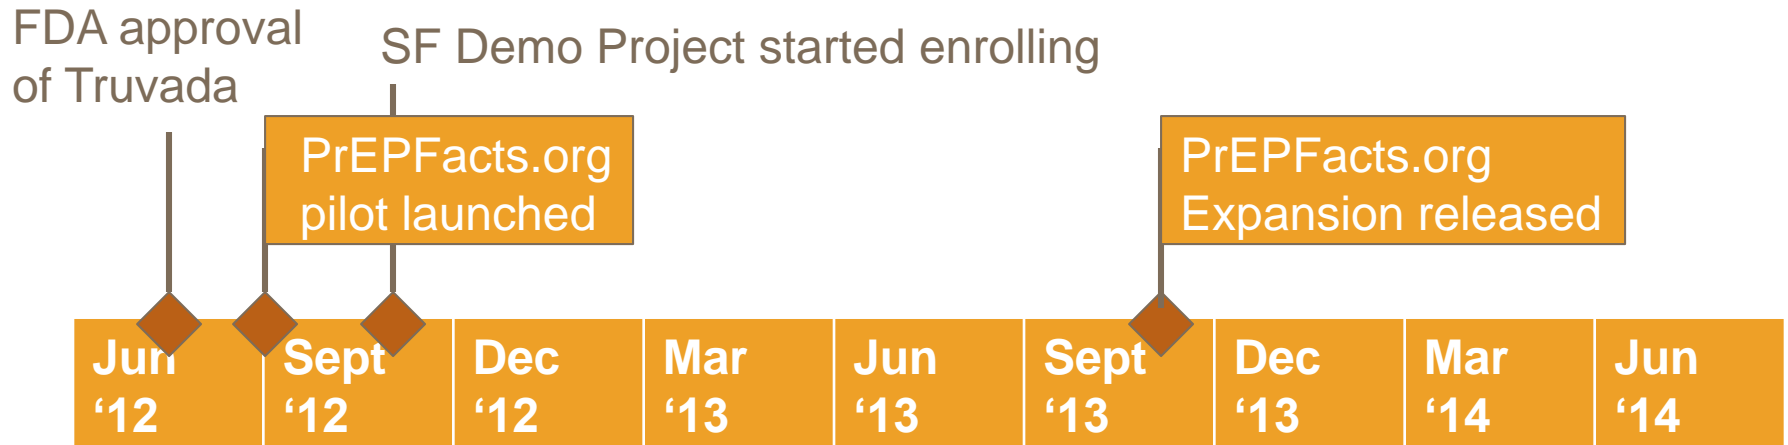 FDA approval
of Truvada
SF Demo Project started enrolling
PrEPFacts.org
pilot launched
PrEPFacts.org
Expansion released
Jun
‘12
Sept
‘12
Dec
‘12
Mar
‘13
Jun
‘13
Sept
‘13
Dec
‘13
Mar
‘14
Jun
‘14